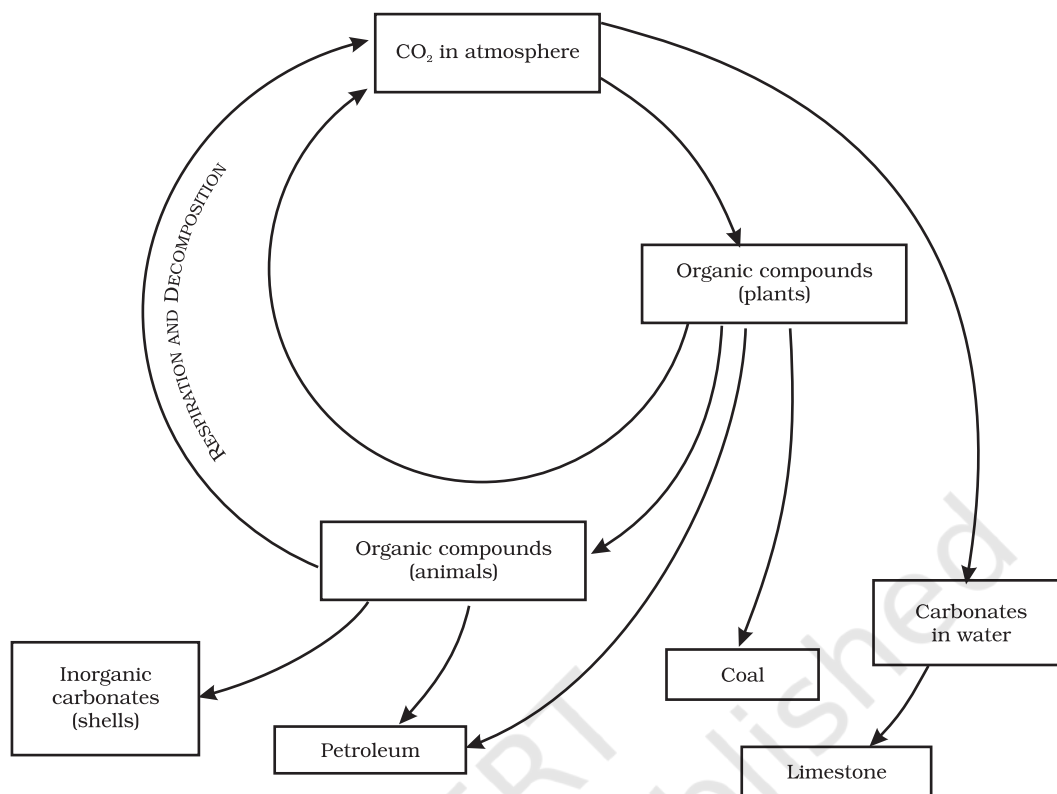 CO₂ in atmosphere
RESPIRATION AND DECOMPOSITION
Organic compounds
(plants)
Organic compounds
(animals)
Carbonates
in water
Inorganic
carbonates
(shells)
Coal
Petroleum
Limestone